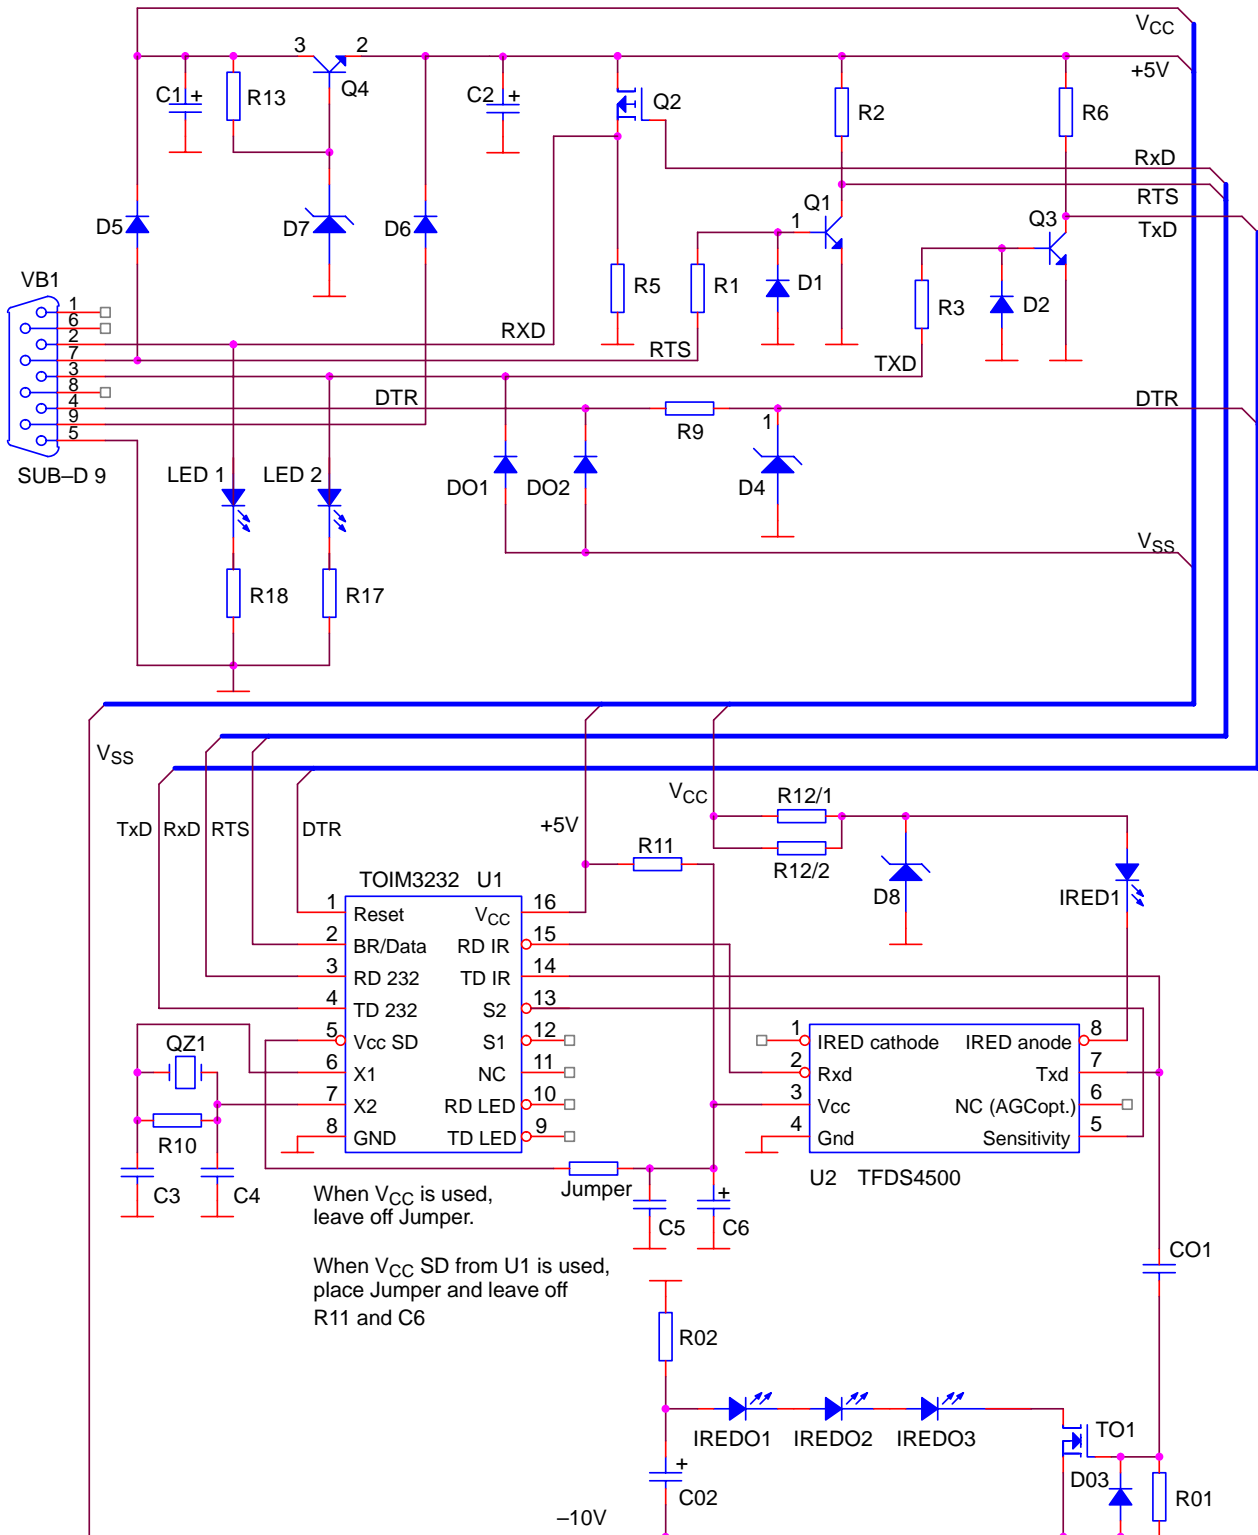 VCC
3 2
+5V
C1 + R13 Q4 C2 + Q2 R2 R6
RxD
RTS
TxD
Q1
1
Q3
D5 D7 D6
VB1
R5 R1 D1 R3 D2
1
6
2
7
3
8
4
9
5
RXD
RTS
TXD
DTR
DTR
R9
1
SUB–D 9
LED 1 LED 2
DO1 DO2 D4
VSS
R18 R17
VSS
VCC
R12/1
TxD RxD RTS DTR
+5V
R11
R12/2
D8
IRED1
TOIM3232 U1
1 Reset VCC 16
2 BR/Data RD IR 15
3 RD 232 TD IR 14
4 TD 232 S2 13
5 Vcc SD S1 12
6 X1 NC 11
7 X2 RD LED 10
8 GND TD LED 9
QZ1
R10
C3 C4
1 IRED cathode IRED anode 8
2 Rxd Txd 7
3 Vcc NC (AGCopt.) 6
4 Gnd Sensitivity 5
U2 TFDS4500
Jumper
When VCC is used,
leave off Jumper.
C5 + C6
When VCC SD from U1 is used,
place Jumper and leave off
R11 and C6
CO1
R02
IREDO1 IREDO2 IREDO3
TO1
+
C02
D03
R01
–10V